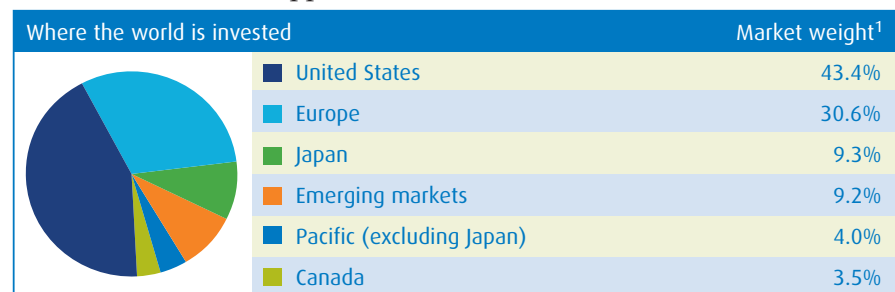 Where the world is invested Market weight¹
United States 43.4%
Europe 30.6%
Japan 9.3%
Emerging markets 9.2%
Pacific (excluding Japan) 4.0%
Canada 3.5%